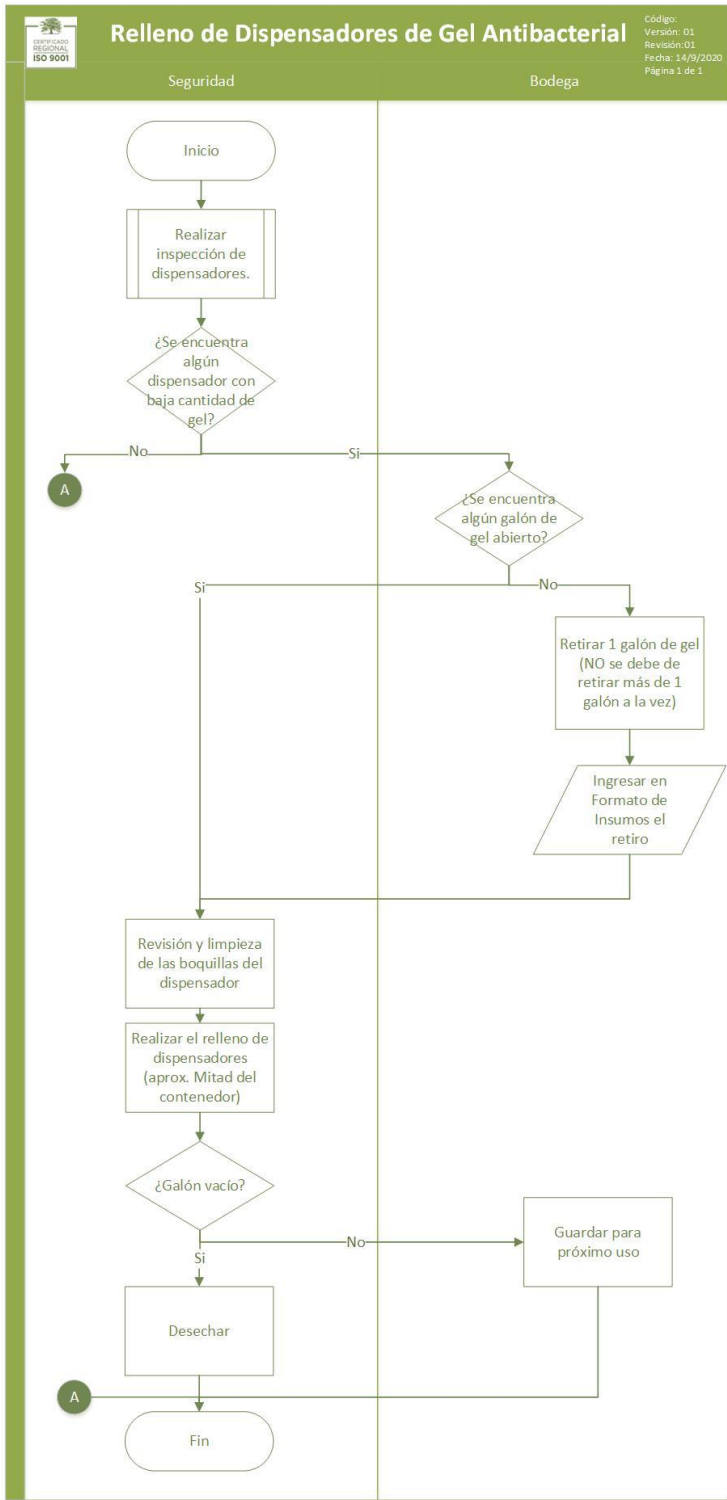 CERTIFICADO
REGIONAL
ISO 9001
Relleno de Dispensadores de Gel Antibacterial
Código:
Versión: 01
Revisión:01
Fecha: 14/9/2020
Página 1 de 1
Seguridad
Bodega
Inicio
Realizar
inspección de
dispensadores.
¿Se encuentra
algún
dispensador con
baja cantidad de
gel?
No
Si
A
¿Se encuentra
algún galón de
gel abierto?
Si
No
Retirar 1 galón de gel
(NO se debe de
retirar más de 1
galón a la vez)
Ingresar en
Formato de
Insumos el
retiro
Revisión y limpieza
de las boquillas del
dispensador
Realizar el relleno de
dispensadores
(aprox. Mitad del
contenedor)
¿Galón vacío?
No
Si
Guardar para
próximo uso
Desechar
A
Fin